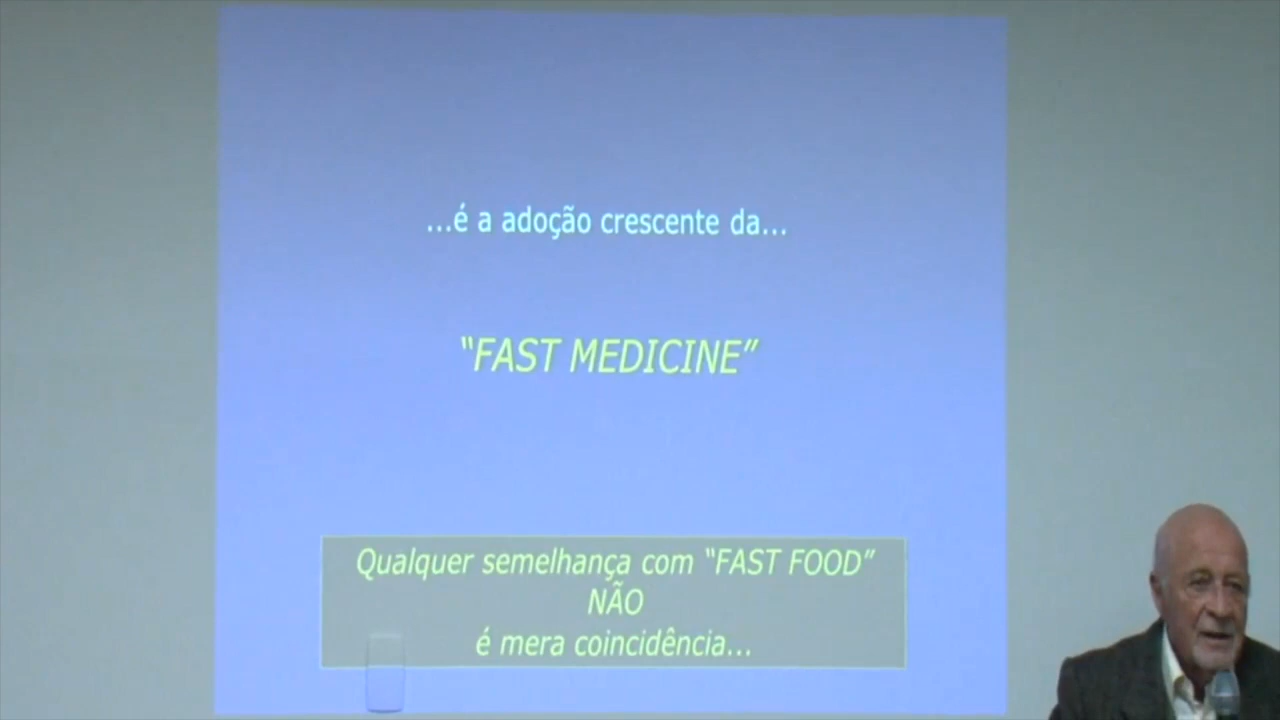 ...é a adoção crescente da...
“FAST MEDICINE”
Qualquer semelhança com “FAST FOOD”
NÃO
é mera coincidência...